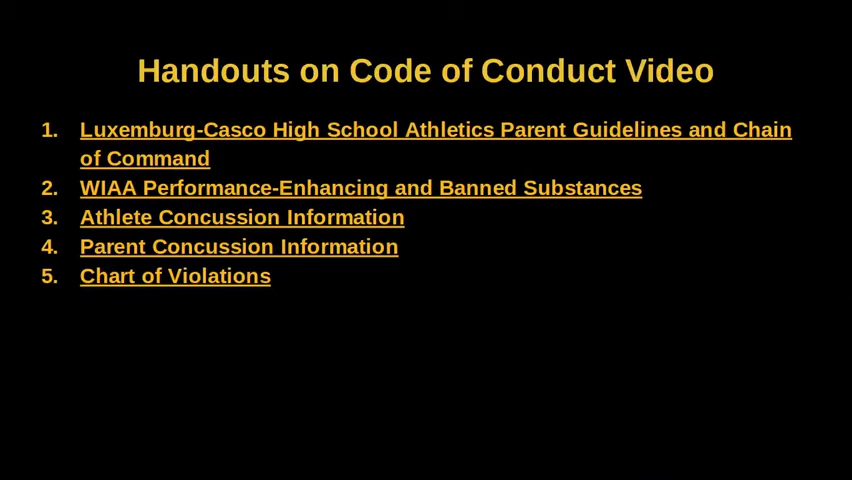 Handouts on Code of Conduct Video
1. Luxemburg-Casco High School Athletics Parent Guidelines and Chain
of Command
2. WIAA Performance-Enhancing and Banned Substances
3. Athlete Concussion Information
4. Parent Concussion Information
5. Chart of Violations